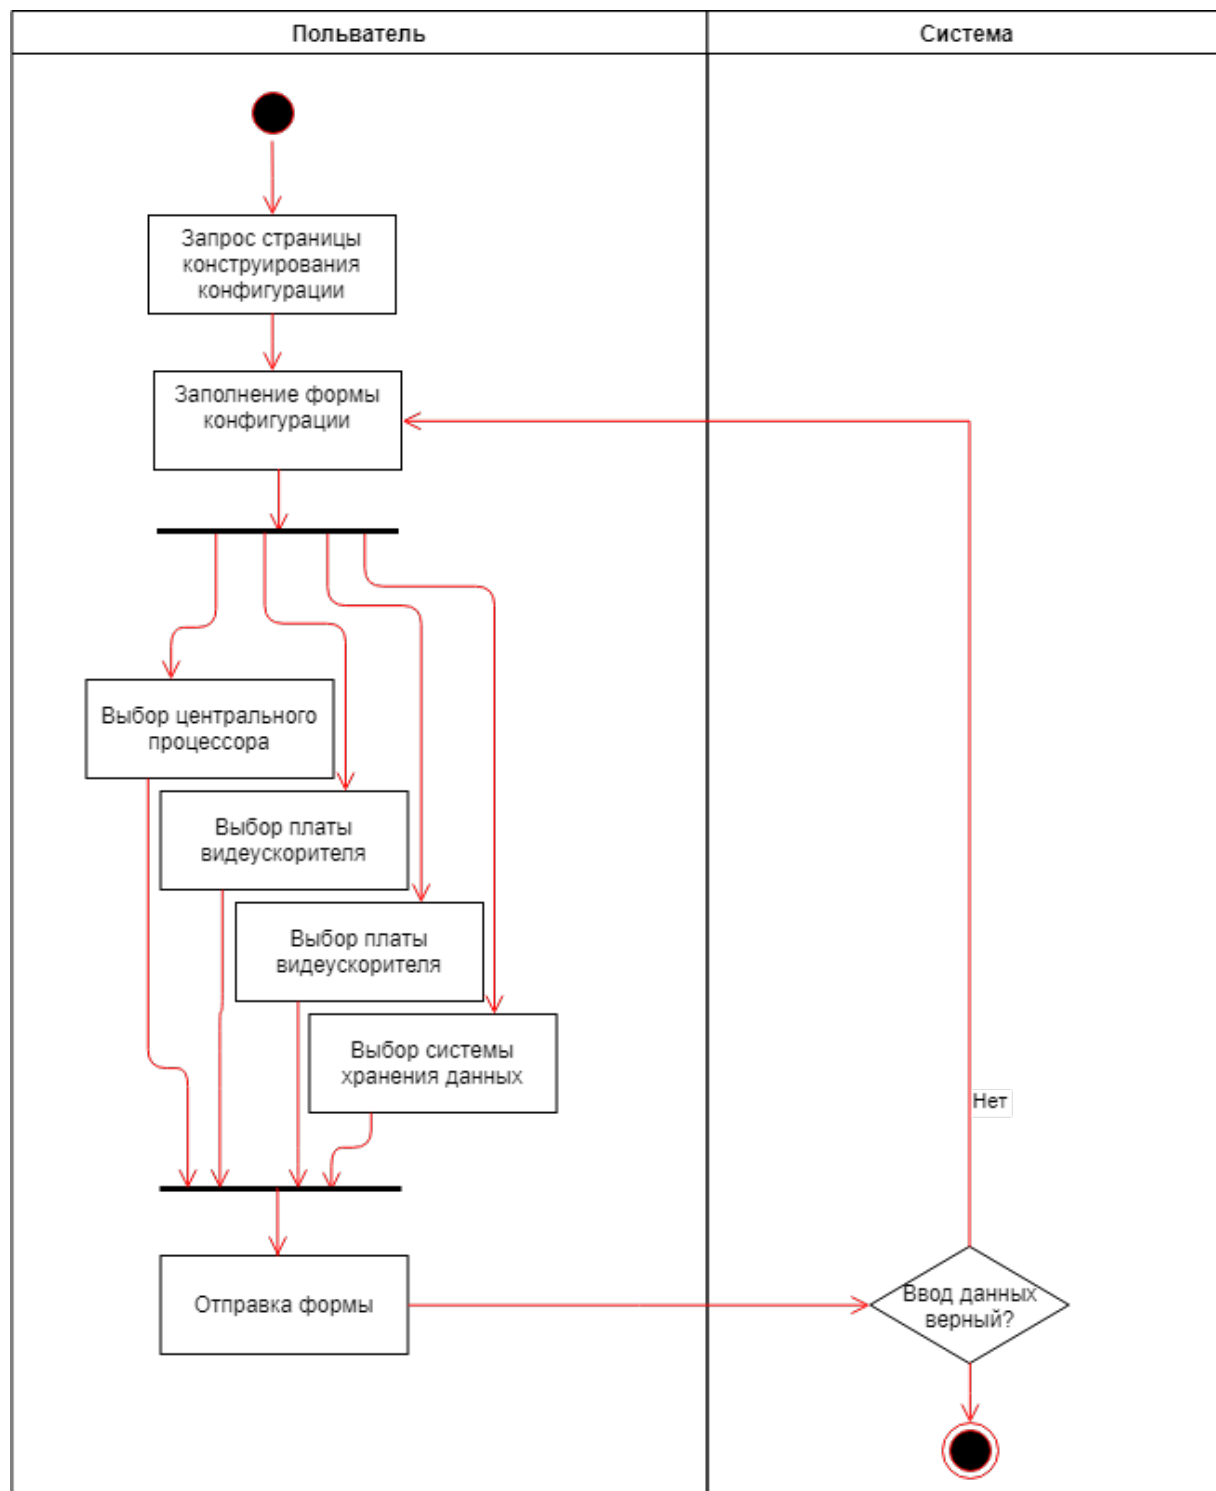 Польватель
Система
Запрос страницы
конструирования
конфигурации
Заполнение формы
конфигурации
Выбор центрального
процессора
Выбор платы
видеускорителя
Выбор платы
видеускорителя
Выбор системы
хранения данных
Нет
Отправка формы
Ввод данных
верный?